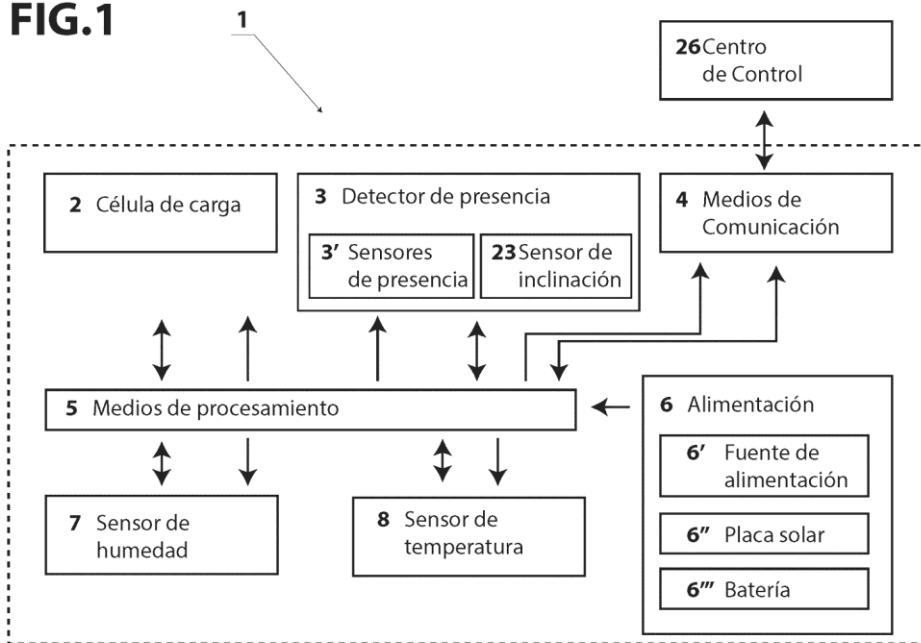 FIG.1
1
26 Centro
de Control
2 Célula de carga
3 Detector de presencia
3' Sensores
de presencia
23 Sensor de
inclinación
4 Medios de
Comunicación
5 Medios de procesamiento
6 Alimentación
6' Fuente de
alimentación
6'' Placa solar
6''' Batería
7 Sensor de
humedad
8 Sensor de
temperatura